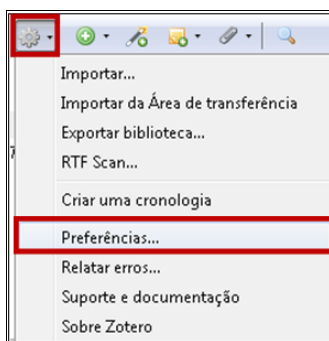 Importar...
Importar da Área de transferência
Exportar biblioteca...
RTF Scan...
Criar uma cronologia
Preferências...
Relatar erros...
Suporte e documentação
Sobre Zotero